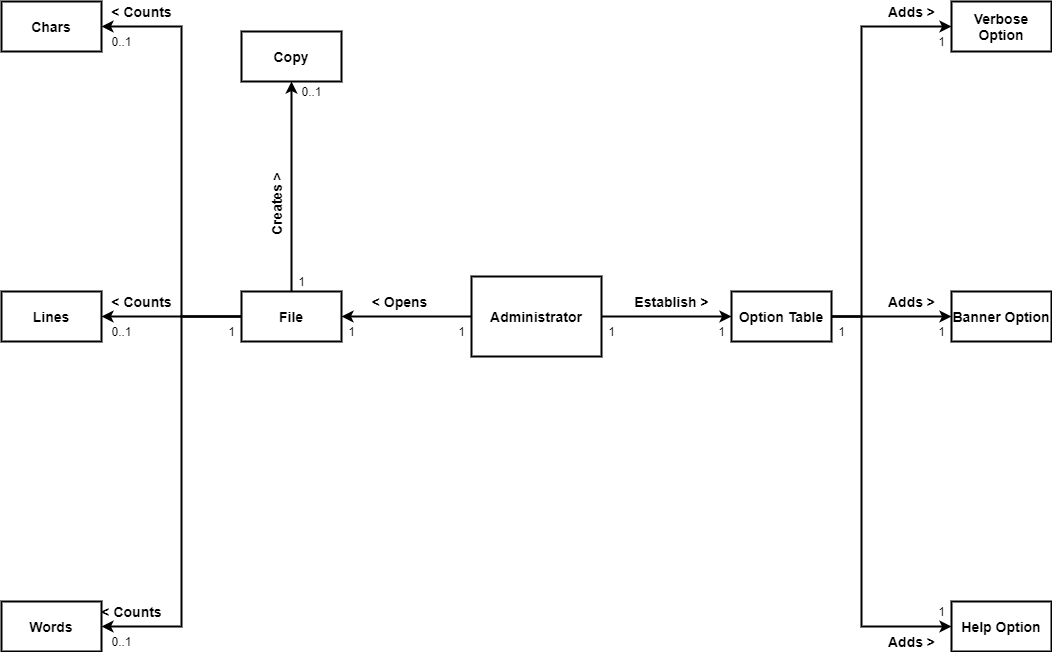 < Counts
Adds >
Chars
Verbose
Option
0..1
1
Copy
0..1
Creates >
1
< Counts
< Opens
Establish >
Adds >
Lines
File
Administrator
Option Table
Banner Option
0..1
1
1
1
1
1
1
1
< Counts
1
Words
Help Option
0..1
Adds >